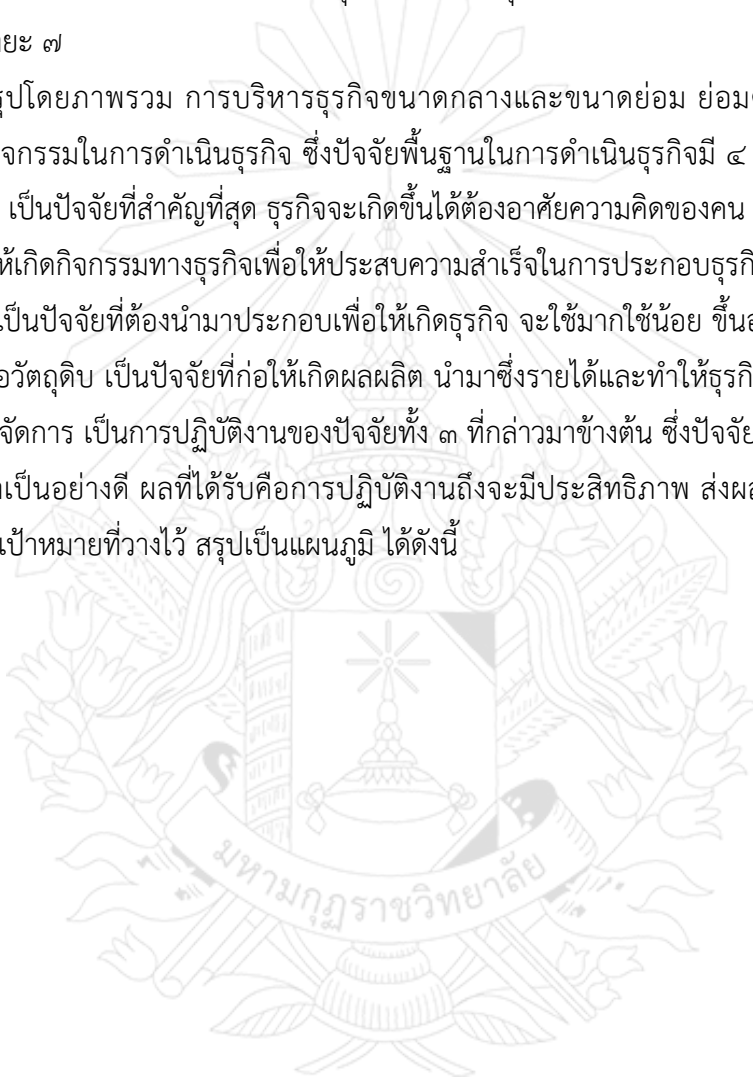 ยะ ๗
รุปโดยภาพรวม การบริหารธุรกิจขนาดกลางและขนาดย่อม ย่อม
จกรรมในการดำเนินธุรกิจ ซึ่งปัจจัยพื้นฐานในการดำเนินธุรกิจมี ๔
เป็นปัจจัยที่สำคัญที่สุด ธุรกิจจะเกิดขึ้นได้ต้องอาศัยความคิดของคน
ห้เกิดกิจกรรมทางธุรกิจเพื่อให้ประสบความสำเร็จในการประกอบธุรกิ
เป็นปัจจัยที่ต้องนำมาประกอบเพื่อให้เกิดธุรกิจ จะใช้มากใช้น้อย ขึ้น
อวัตถุดิบ เป็นปัจจัยที่ก่อให้เกิดผลผลิต นำมาซึ่งรายได้และทำให้ธุรกิ
จัดการ เป็นการปฏิบัติงานของปัจจัยทั้ง ๓ ที่กล่าวมาข้างต้น ซึ่งปัจจัย
เป็นอย่างดี ผลที่ได้รับคือการปฏิบัติงานถึงจะมีประสิทธิภาพ ส่งผล
เป้าหมายที่วางไว้ สรุปเป็นแผนภูมิ ได้ดังนี้
มหามกุฏราชวิทยาลัย